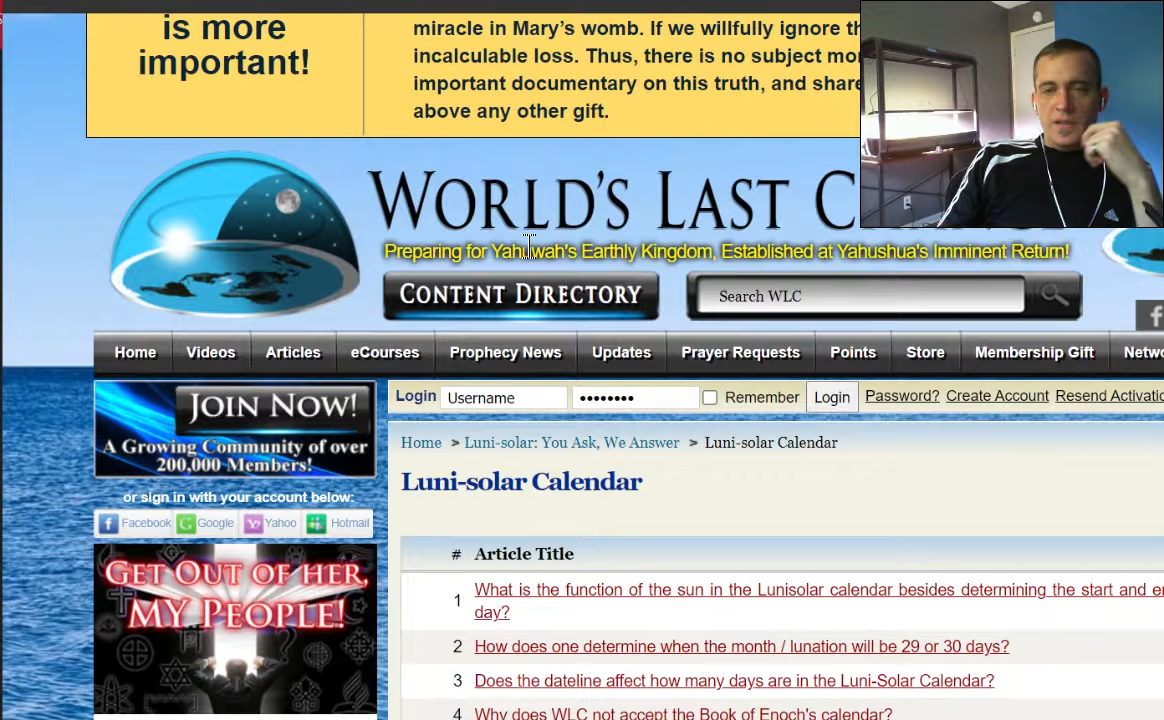 is more
important!
miracle in Mary's womb. If we willfully ignore th
incalculable loss. Thus, there is no subject mor
important documentary on this truth, and share
above any other gift.
WORLD'S LAST C
Preparing for Yahuwah's Earthly Kingdom, Established at Yahushua's Imminent Return!
CONTENT DIRECTORY
Search WLC
Home Videos Articles eCourses Prophecy News Updates Prayer Requests Points Store Membership Gift Netwo
JOIN NOW!
A Growing Community of over
200,000 Members!
or sign in with your account below:
Facebook Google Yahoo Hotmail
GET OUT OF HER,
MY PEOPLE!
Login Username •••••••• Remember Login Password? Create Account Resend Activatio
Home > Luni-solar: You Ask, We Answer > Luni-solar Calendar
Luni-solar Calendar
# Article Title
1 What is the function of the sun in the Lunisolar calendar besides determining the start and en
day?
2 How does one determine when the month / lunation will be 29 or 30 days?
3 Does the dateline affect how many days are in the Luni-Solar Calendar?
4 Why does WLC not accept the Book of Enoch's calendar?